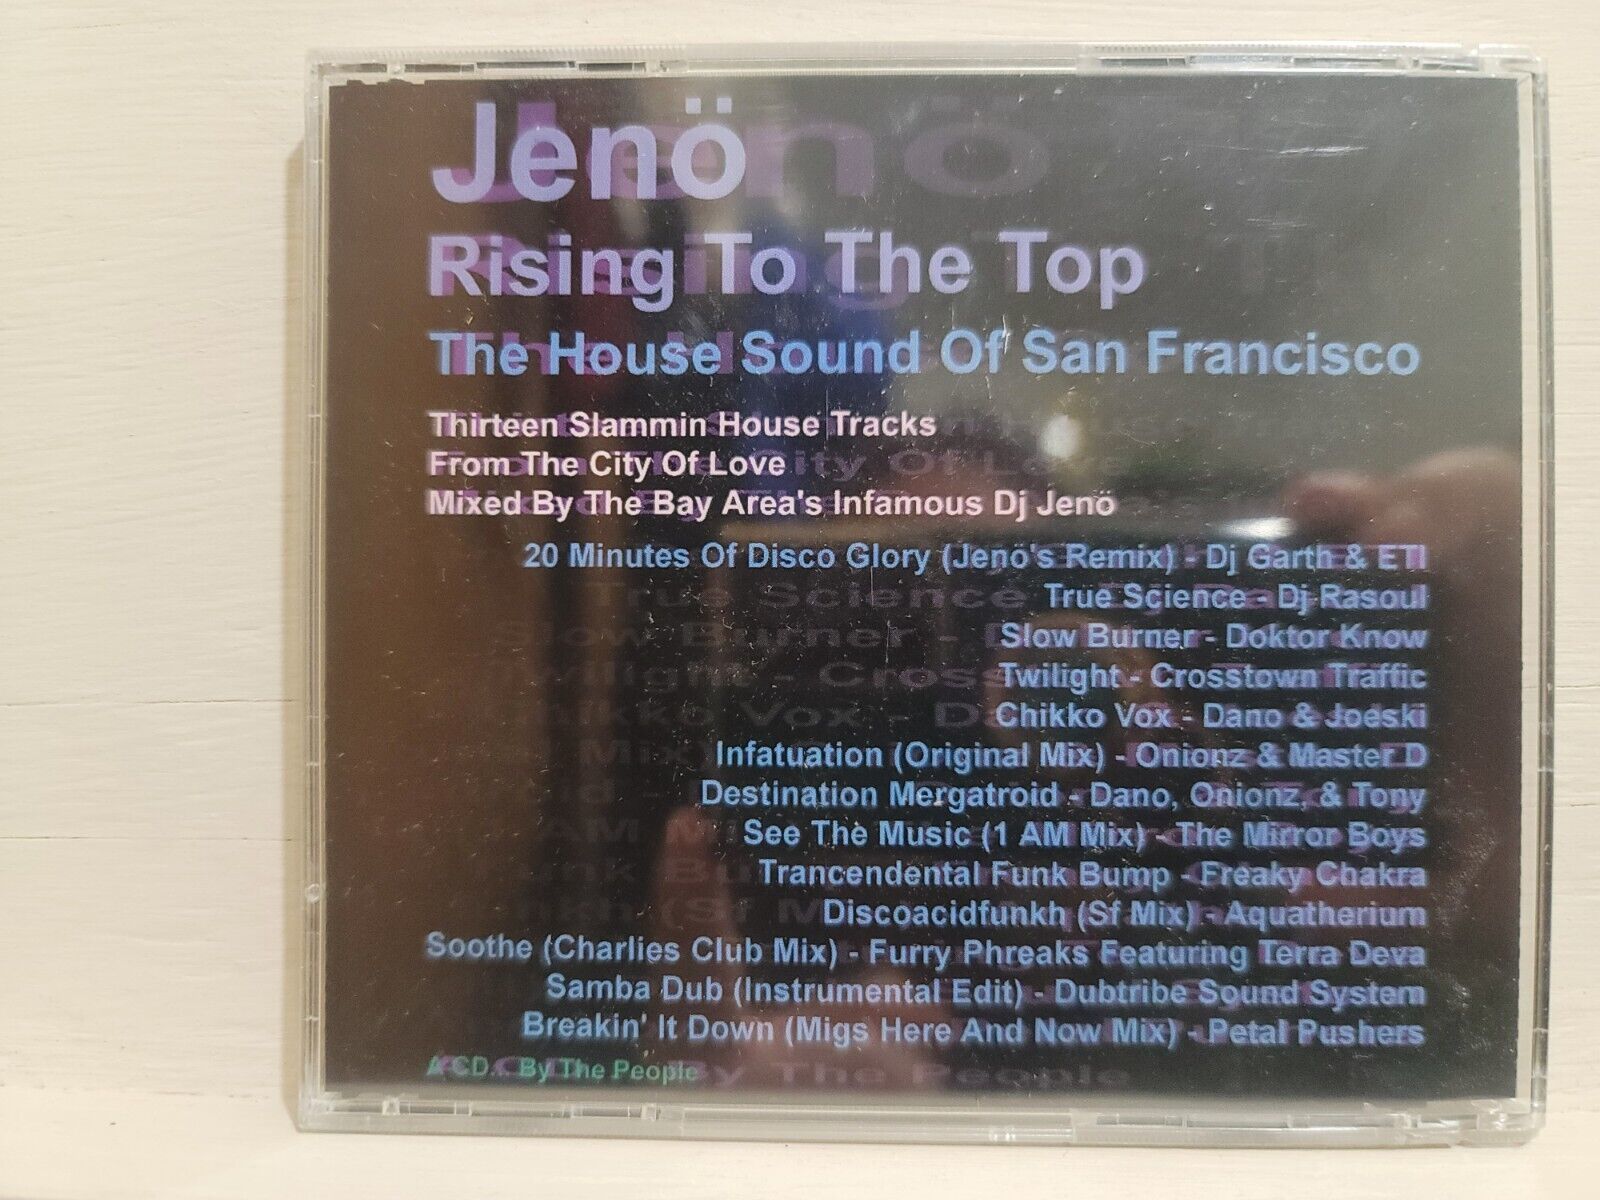 Jenö
Rising To The Top
The House Sound Of San Francisco
Thirteen Slammin House Tracks
From The City Of Love
Mixed By The Bay Area's Infamous Dj Jenö
20 Minutes Of Disco Glory (Jenö's Remix) - Dj Garth & ETI
True Science - Dj Rasoul
Slow Burner - Doktor Know
Twilight - Crosstown Traffic
Chikko Vox - Dano & Joeski
Infatuation (Original Mix) - Onionz & Master D
Destination Mergatroid - Dano, Onionz, & Tony
See The Music (1 AM Mix) - The Mirror Boys
Trancendental Funk Bump - Freaky Chakra
Discoacidfunkh (Sf Mix) - Aquatherium
Soothe (Charlies Club Mix) - Furry Phreaks Featuring Terra Deva
Samba Dub (Instrumental Edit) - Dubtribe Sound System
Breakin' It Down (Migs Here And Now Mix) - Petal Pushers
A CD... By The People